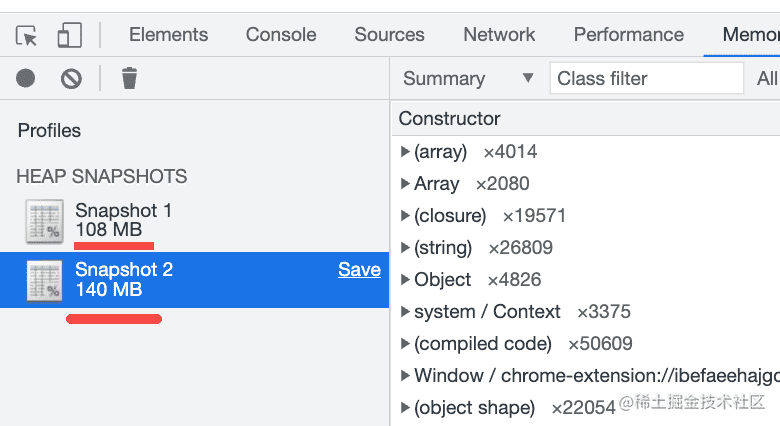 Elements Console Sources Network Performance Memor
Summary ▼ Class filter All
Profiles
HEAP SNAPSHOTS
Snapshot 1
108 MB
Snapshot 2 Save
140 MB
Constructor
(array) ×4014
Array ×2080
(closure) ×19571
(string) ×26809
Object ×4826
system / Context ×3375
(compiled code) ×50609
Window / chrome-extension://ibefaeehajgc
(object shape) ×22054
@稀土掘金技术社区